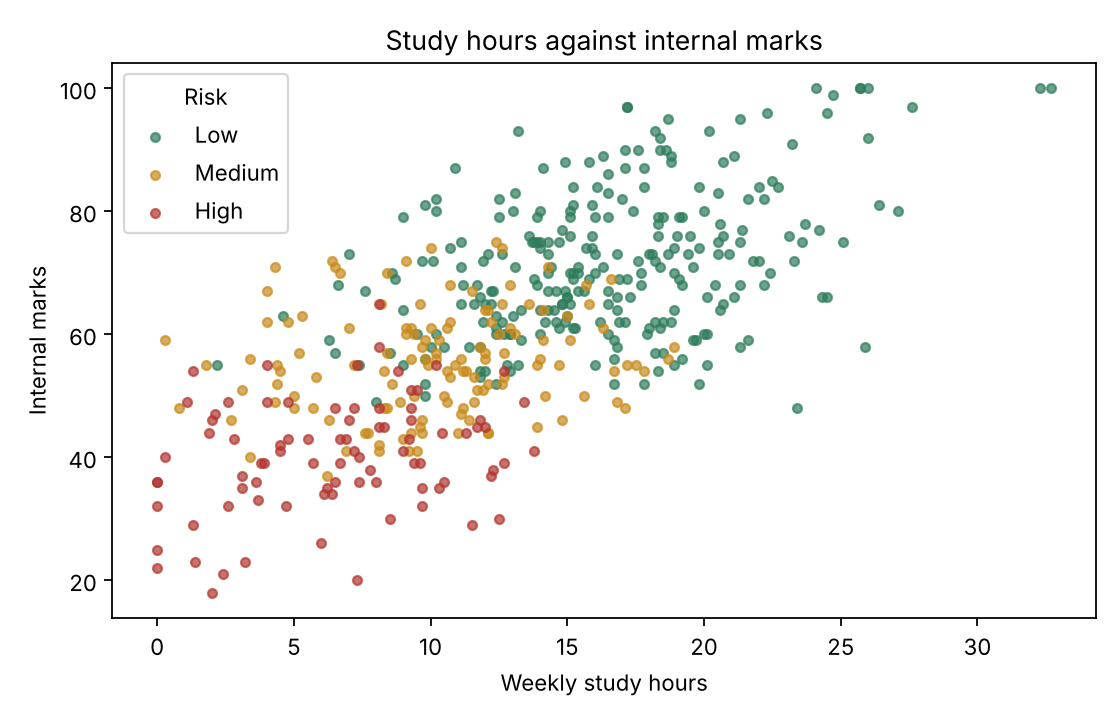 Study hours against internal marks
Risk
Low
Medium
High
100
80
60
40
20
Internal marks
0 5 10 15 20 25 30
Weekly study hours